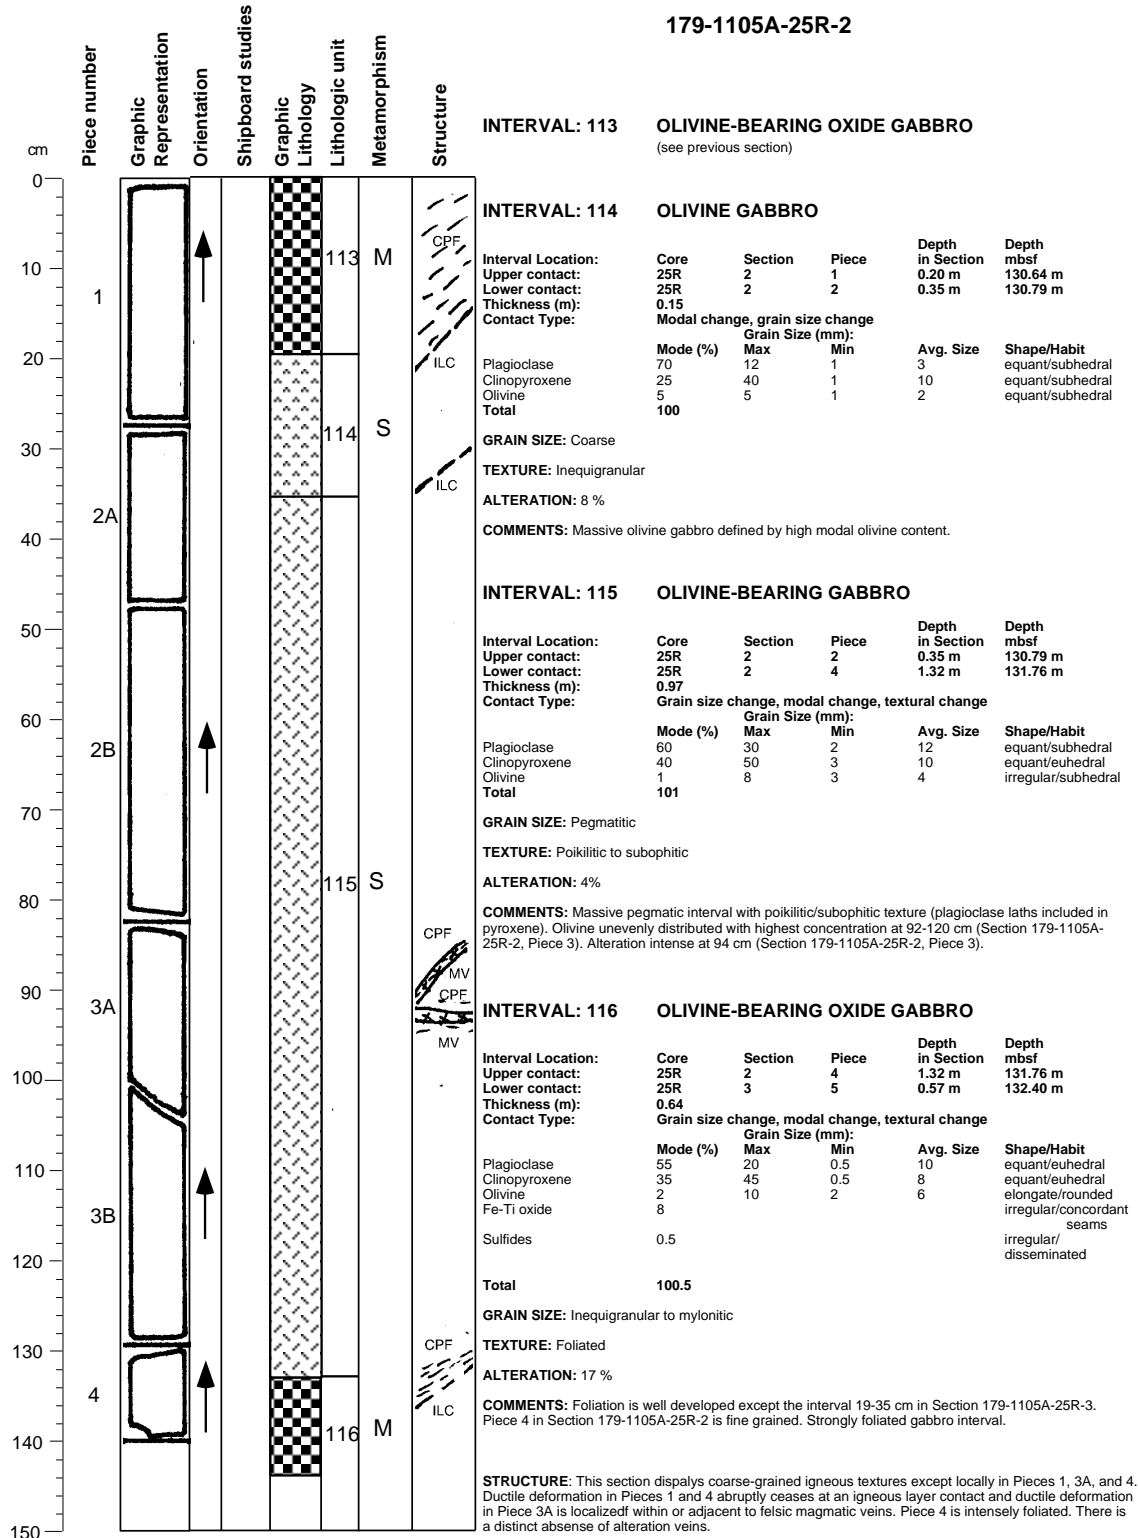 179-1105A-25R-2
cm
Piece number
Graphic
Representation
Orientation
Shipboard studies
Graphic
Lithology
Lithologic unit
Metamorphism
Structure
0
10
20
30
40
50
60
70
80
90
100
110
120
130
140
150
1
2A
2B
3A
3B
4
113
114
115
116
M
S
S
M
CPF
ILC
ILC
CPF
MV
CPF
MV
CPF
ILC
INTERVAL: 113 OLIVINE-BEARING OXIDE GABBRO
(see previous section)
INTERVAL: 114 OLIVINE GABBRO
Depth Depth
Interval Location: Core Section Piece in Section mbsf
Upper contact: 25R 2 1 0.20 m 130.64 m
Lower contact: 25R 2 2 0.35 m 130.79 m
Thickness (m): 0.15
Contact Type: Modal change, grain size change
Grain Size (mm):
Mode (%) Max Min Avg. Size Shape/Habit
Plagioclase 70 12 1 3 equant/subhedral
Clinopyroxene 25 40 1 10 equant/subhedral
Olivine 5 5 1 2 equant/subhedral
Total 100
GRAIN SIZE: Coarse
TEXTURE: Inequigranular
ALTERATION: 8 %
COMMENTS: Massive olivine gabbro defined by high modal olivine content.
INTERVAL: 115 OLIVINE-BEARING GABBRO
Depth Depth
Interval Location: Core Section Piece in Section mbsf
Upper contact: 25R 2 2 0.35 m 130.79 m
Lower contact: 25R 2 4 1.32 m 131.76 m
Thickness (m): 0.97
Contact Type: Grain size change, modal change, textural change
Grain Size (mm):
Mode (%) Max Min Avg. Size Shape/Habit
Plagioclase 60 30 2 12 equant/subhedral
Clinopyroxene 40 50 3 10 equant/euhedral
Olivine 1 8 3 4 irregular/subhedral
Total 101
GRAIN SIZE: Pegmatitic
TEXTURE: Poikilitic to subophitic
ALTERATION: 4%
COMMENTS: Massive pegmatic interval with poikilitic/subophitic texture (plagioclase laths included in
pyroxene). Olivine unevenly distributed with highest concentration at 92-120 cm (Section 179-1105A-
25R-2, Piece 3). Alteration intense at 94 cm (Section 179-1105A-25R-2, Piece 3).
INTERVAL: 116 OLIVINE-BEARING OXIDE GABBRO
Depth Depth
Interval Location: Core Section Piece in Section mbsf
Upper contact: 25R 2 4 1.32 m 131.76 m
Lower contact: 25R 3 5 0.57 m 132.40 m
Thickness (m): 0.64
Contact Type: Grain size change, modal change, textural change
Grain Size (mm):
Mode (%) Max Min Avg. Size Shape/Habit
Plagioclase 55 20 0.5 10 equant/euhedral
Clinopyroxene 35 45 0.5 8 equant/euhedral
Olivine 2 10 2 6 elongate/rounded
Fe-Ti oxide 8 irregular/concordant
seams
Sulfides 0.5 irregular/
disseminated
Total 100.5
GRAIN SIZE: Inequigranular to mylonitic
TEXTURE: Foliated
ALTERATION: 17 %
COMMENTS: Foliation is well developed except the interval 19-35 cm in Section 179-1105A-25R-3.
Piece 4 in Section 179-1105A-25R-2 is fine grained. Strongly foliated gabbro interval.
STRUCTURE: This section dispalys coarse-grained igneous textures except locally in Pieces 1, 3A, and 4.
Ductile deformation in Pieces 1 and 4 abruptly ceases at an igneous layer contact and ductile deformation
in Piece 3A is localizedf within or adjacent to felsic magmatic veins. Piece 4 is intensely foliated. There is
a distinct absense of alteration veins.